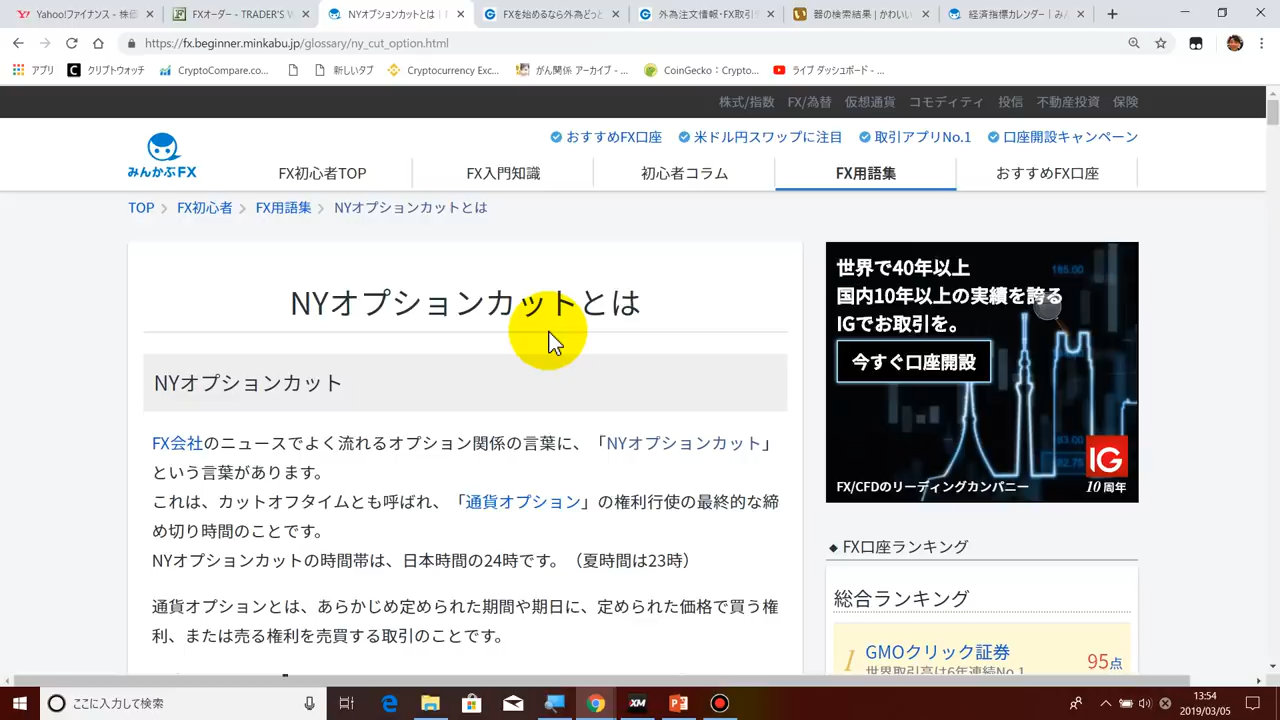 Yahoo!ファイナンス - 株価
FXオーダー - TRADER'S W
NYオプションカットとは
FXを始めるなら外為どっと
外為注文情報･FX取引
器の検索結果 | かわいい
経済指標カレンダー | みん
https://fx.beginner.minkabu.jp/glossary/ny_cut_option.html
アプリ
クリプトウォッチ
CryptoCompare.co...
新しいタブ
Cryptocurrency Exc...
がん関係 アーカイブ - ...
CoinGecko：Crypto...
ライブ ダッシュボード - ...
株式/指数 FX/為替 仮想通貨 コモディティ 投信 不動産投資 保険
みんかぶFX
おすすめFX口座 米ドル円スワップに注目 取引アプリNo.1 口座開設キャンペーン
FX初心者TOP FX入門知識 初心者コラム FX用語集 おすすめFX口座
TOP FX初心者 FX用語集 NYオプションカットとは
NYオプションカットとは
NYオプションカット
FX会社のニュースでよく流れるオプション関係の言葉に、「NYオプションカット」
という言葉があります。
これは、カットオフタイムとも呼ばれ、「通貨オプション」の権利行使の最終的な締
め切り時間のことです。
NYオプションカットの時間帯は、日本時間の24時です。（夏時間は23時）
通貨オプションとは、あらかじめ定められた期間や期日に、定められた価格で買う権
利、または売る権利を売買する取引のことです。
世界で40年以上
国内10年以上の実績を誇る
IGでお取引を。
今すぐ口座開設
IG
FX/CFDのリーディングカンパニー
10 周年
FX口座ランキング
総合ランキング
1 GMOクリック証券
95点
世界取引高は6年連続No.1
ここに入力して検索
XM
13:54
2019/03/05